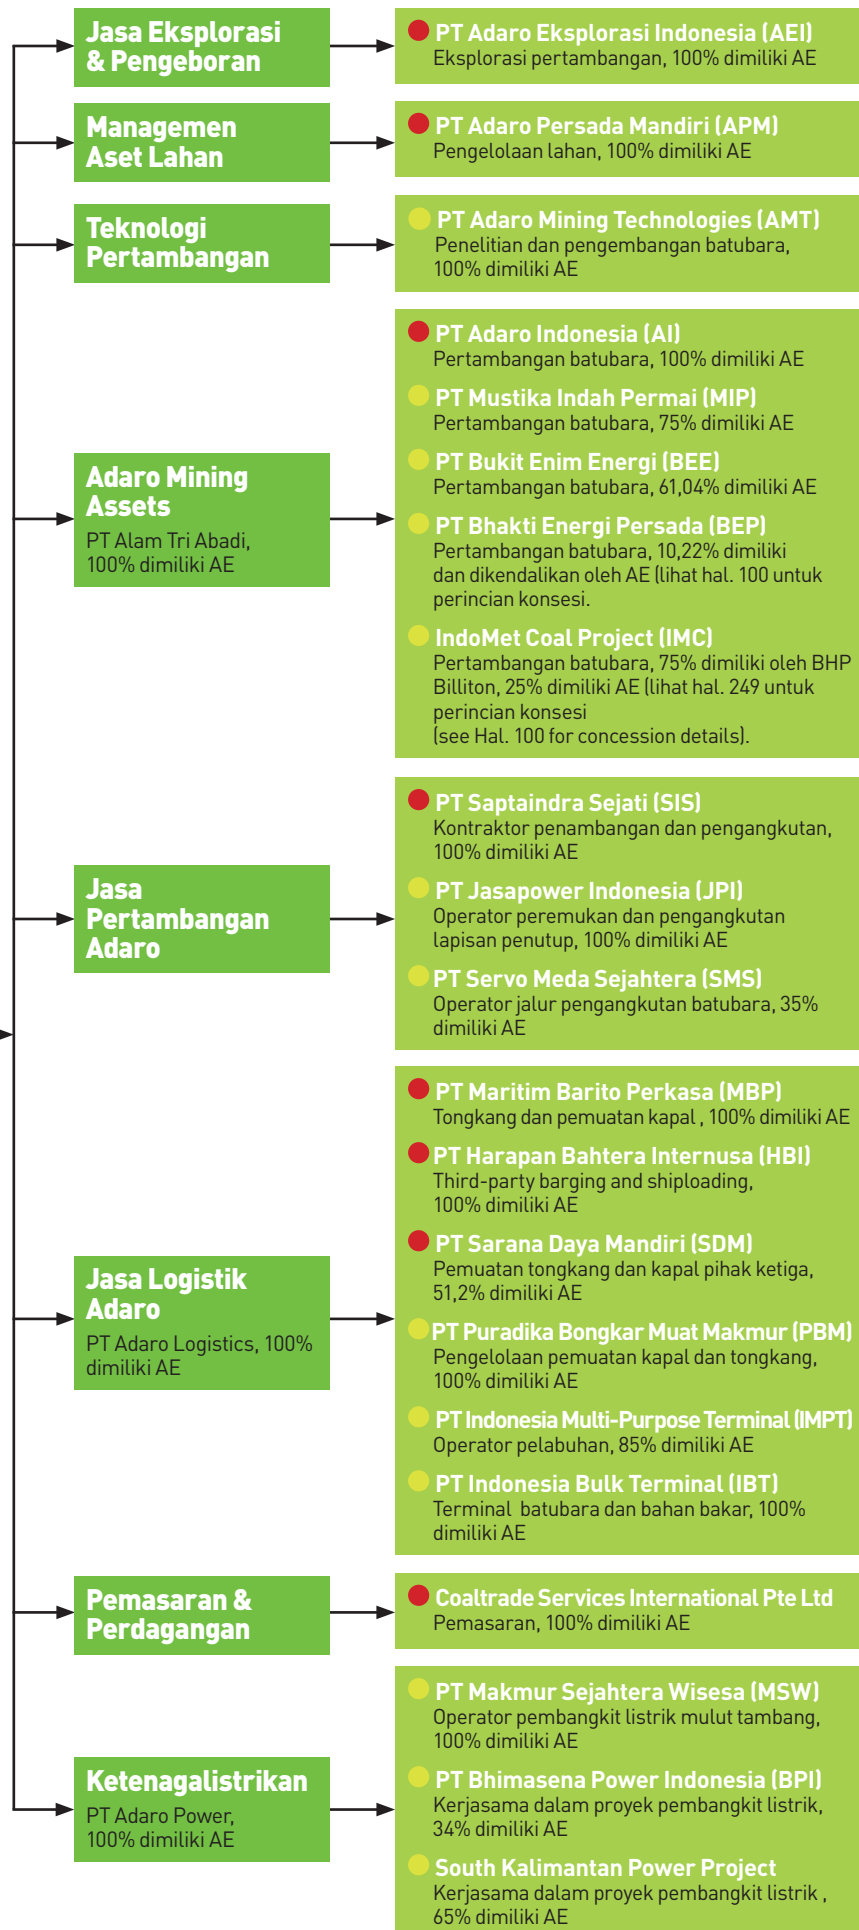 Jasa Eksplorasi
& Pengeboran
PT Adaro Eksplorasi Indonesia (AEI)
Eksplorasi pertambangan, 100% dimiliki AE
Managemen
Aset Lahan
PT Adaro Persada Mandiri (APM)
Pengelolaan lahan, 100% dimiliki AE
Teknologi
Pertambangan
PT Adaro Mining Technologies (AMT)
Penelitian dan pengembangan batubara,
100% dimiliki AE
Adaro Mining
Assets
PT Alam Tri Abadi,
100% dimiliki AE
PT Adaro Indonesia (AI)
Pertambangan batubara, 100% dimiliki AE
PT Mustika Indah Permai (MIP)
Pertambangan batubara, 75% dimiliki AE
PT Bukit Enim Energi (BEE)
Pertambangan batubara, 61,04% dimiliki AE
PT Bhakti Energi Persada (BEP)
Pertambangan batubara, 10,22% dimiliki
dan dikendalikan oleh AE (lihat hal. 100 untuk
perincian konsesi.
IndoMet Coal Project (IMC)
Pertambangan batubara, 75% dimiliki oleh BHP
Billiton, 25% dimiliki AE (lihat hal. 249 untuk
perincian konsesi
(see Hal. 100 for concession details).
Jasa
Pertambangan
Adaro
PT Saptaindra Sejati (SIS)
Kontraktor penambangan dan pengangkutan,
100% dimiliki AE
PT Jasapower Indonesia (JPI)
Operator peremukan dan pengangkutan
lapisan penutup, 100% dimiliki AE
PT Servo Meda Sejahtera (SMS)
Operator jalur pengangkutan batubara, 35%
dimiliki AE
Jasa Logistik
Adaro
PT Adaro Logistics, 100%
dimiliki AE
PT Maritim Barito Perkasa (MBP)
Tongkang dan pemuatan kapal , 100% dimiliki AE
PT Harapan Bahtera Internusa (HBI)
Third-party barging and shiploading,
100% dimiliki AE
PT Sarana Daya Mandiri (SDM)
Pemuatan tongkang dan kapal pihak ketiga,
51,2% dimiliki AE
PT Puradika Bongkar Muat Makmur (PBM)
Pengelolaan pemuatan kapal dan tongkang,
100% dimiliki AE
PT Indonesia Multi-Purpose Terminal (IMPT)
Operator pelabuhan, 85% dimiliki AE
PT Indonesia Bulk Terminal (IBT)
Terminal batubara dan bahan bakar, 100%
dimiliki AE
Pemasaran &
Perdagangan
Coaltrade Services International Pte Ltd
Pemasaran, 100% dimiliki AE
Ketenagalistrikan
PT Adaro Power,
100% dimiliki AE
PT Makmur Sejahtera Wisesa (MSW)
Operator pembangkit listrik mulut tambang,
100% dimiliki AE
PT Bhimasena Power Indonesia (BPI)
Kerjasama dalam proyek pembangkit listrik,
34% dimiliki AE
South Kalimantan Power Project
Kerjasama dalam proyek pembangkit listrik ,
65% dimiliki AE